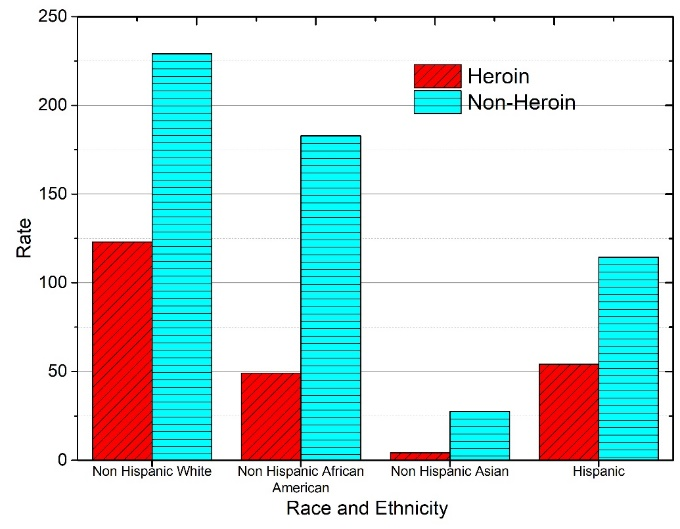 250
200
150
100
50
0
Rate
Heroin
Non-Heroin
Non Hispanic White
Non Hispanic African
American
Non Hispanic Asian
Hispanic
Race and Ethnicity